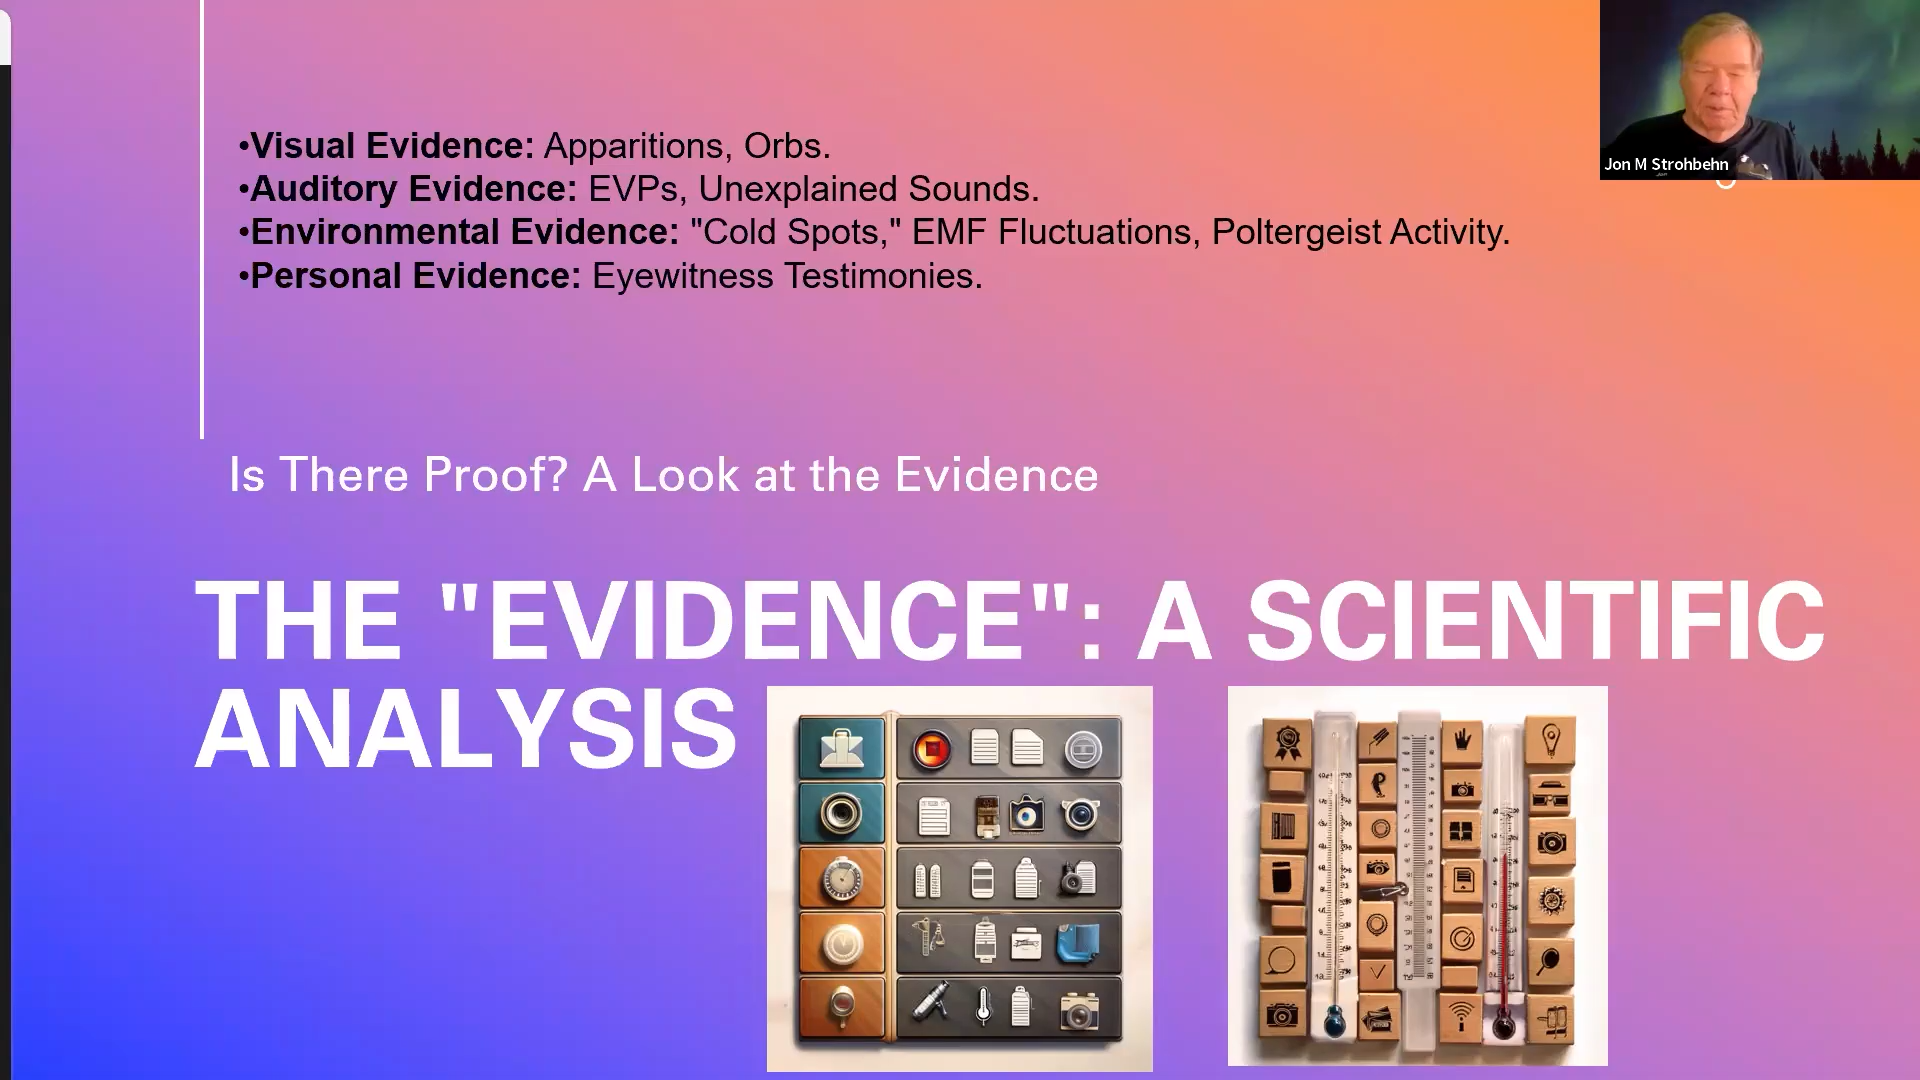 •Visual Evidence: Apparitions, Orbs.
•Auditory Evidence: EVPs, Unexplained Sounds.
•Environmental Evidence: "Cold Spots," EMF Fluctuations, Poltergeist Activity.
•Personal Evidence: Eyewitness Testimonies.
Jon M Strohbehn
Is There Proof? A Look at the Evidence
THE "EVIDENCE": A SCIENTIFIC
ANALYSIS